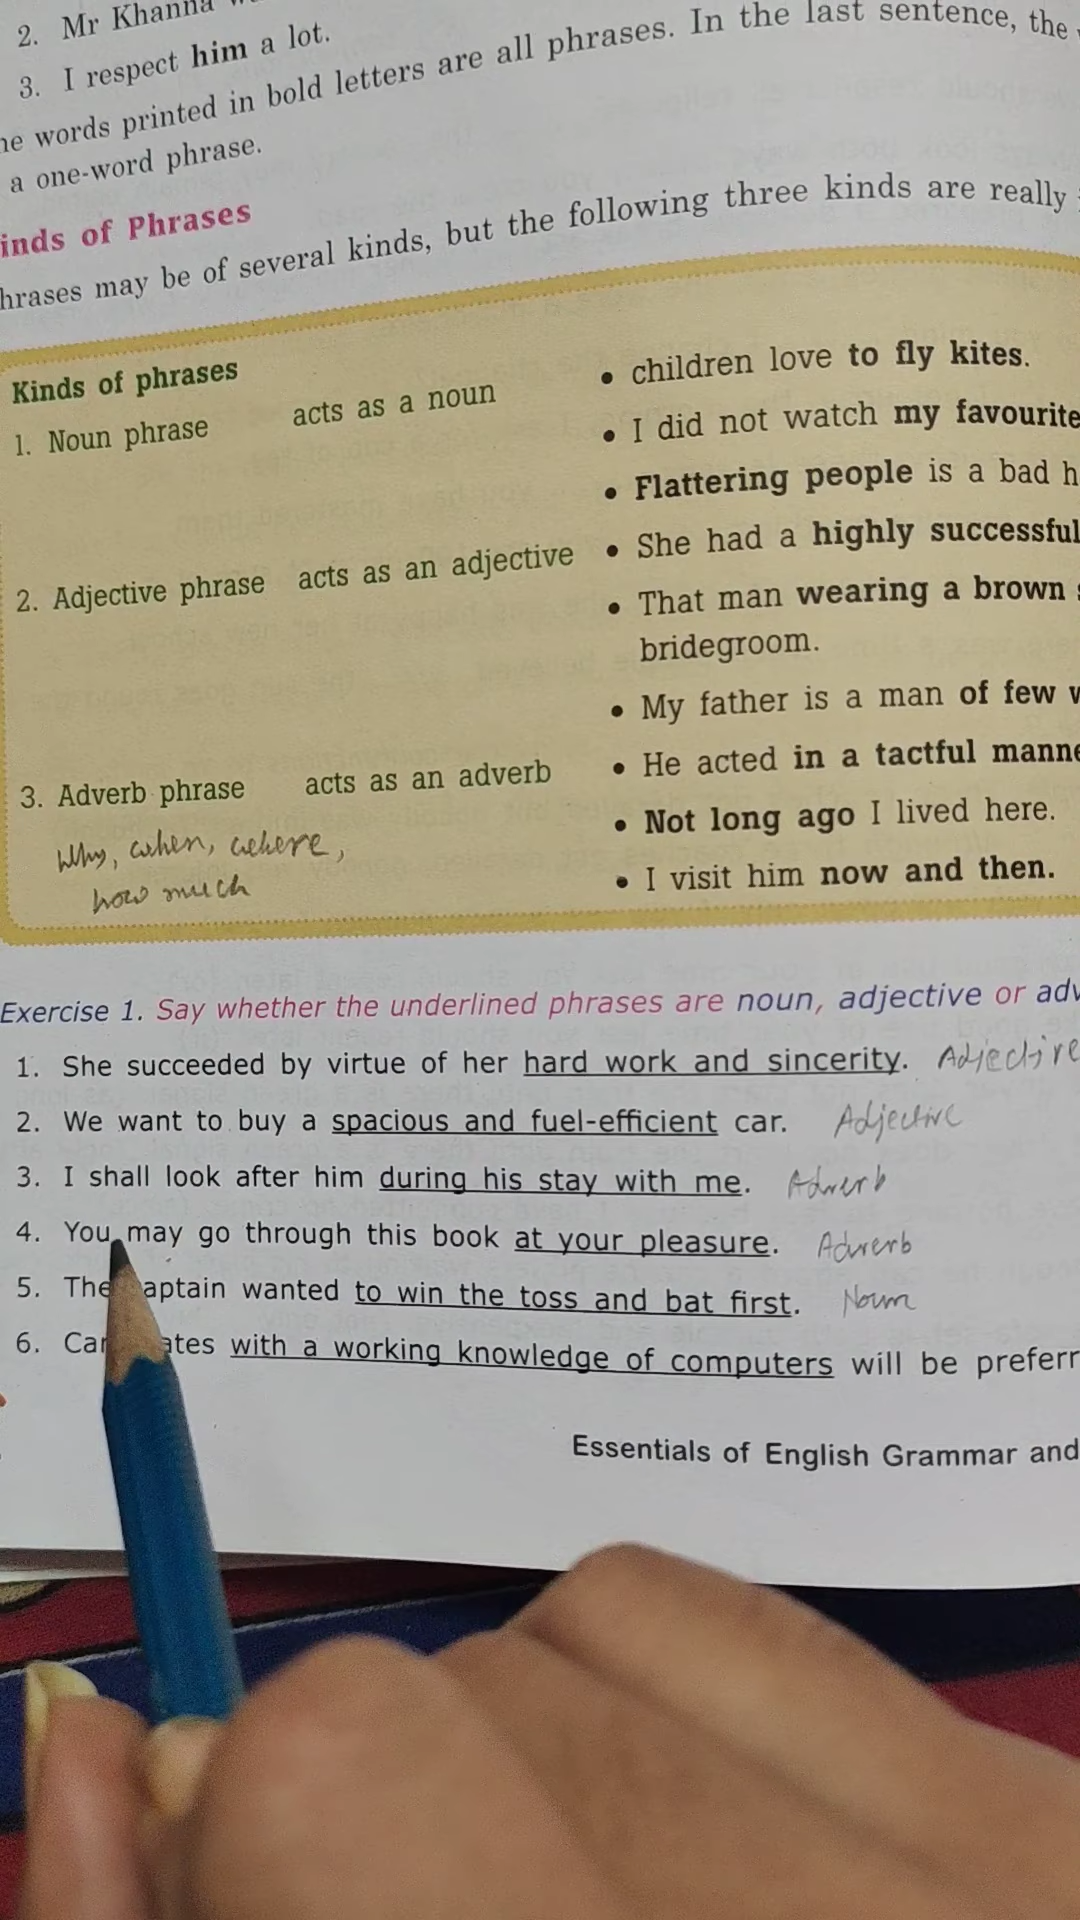 2. Mr Khanna
3. I respect him a lot.
words printed in bold letters are all phrases. In the last sentence, the
a one-word phrase.
inds of Phrases
hrases may be of several kinds, but the following three kinds are really
Kinds of phrases
1. Noun phrase acts as a noun • children love to fly kites.
• I did not watch my favourite
• Flattering people is a bad h
2. Adjective phrase acts as an adjective • She had a highly successful
• That man wearing a brown
bridegroom.
• My father is a man of few
3. Adverb phrase acts as an adverb • He acted in a tactful manne
Why, when, where, • Not long ago I lived here.
how much • I visit him now and then.
Exercise 1. Say whether the underlined phrases are noun, adjective or adv
1. She succeeded by virtue of her hard work and sincerity. Adjective
2. We want to buy a spacious and fuel-efficient car. Adjective
3. I shall look after him during his stay with me. Adverb
4. You may go through this book at your pleasure. Adverb
5. The aptain wanted to win the toss and bat first. Noun
6. Can ates with a working knowledge of computers will be preferr
Essentials of English Grammar and